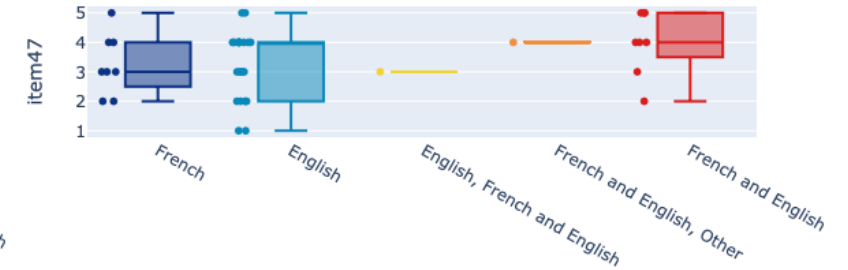 item47
5
4
3
2
1
French
English
English, French and English
French and English, Other
French and English
h